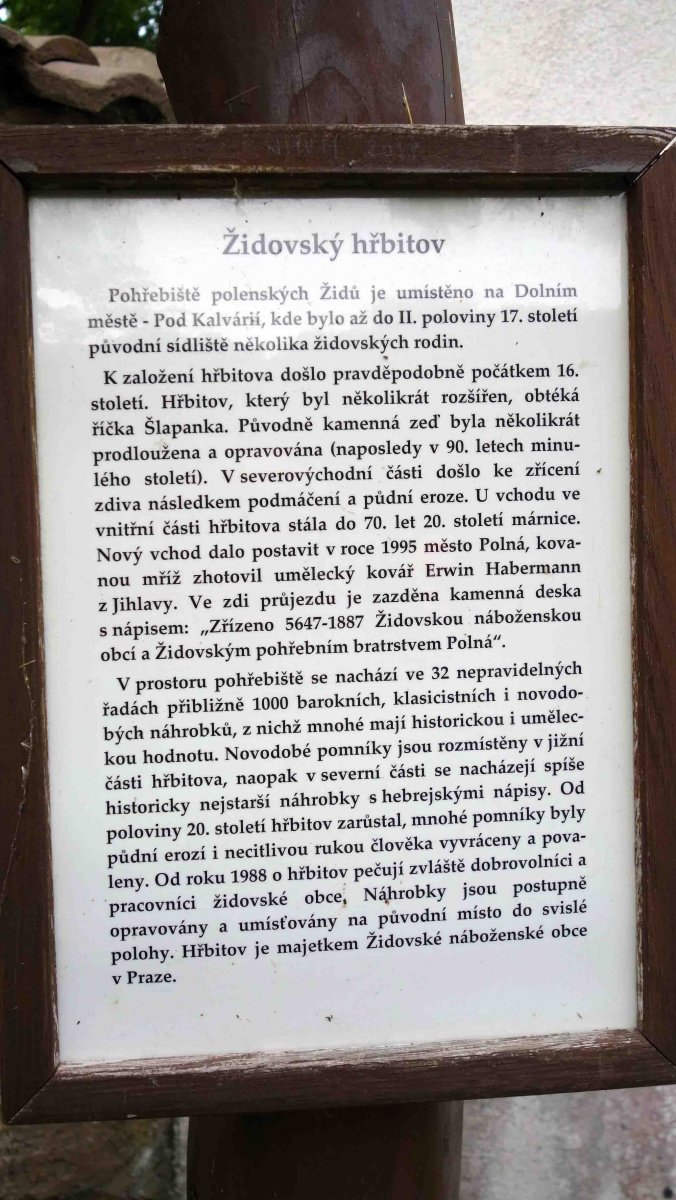 Židovský hřbitov
Pohřebiště polenských Židů je umístěno na Dolním
městě - Pod Kalvárií, kde bylo až do II. poloviny 17. století
původní sídliště několika židovských rodin.
K založení hřbitova došlo pravděpodobně počátkem 16.
století. Hřbitov, který byl několikrát rozšířen, obtéká
říčka Šlapanka. Původně kamenná zeď byla několikrát
prodloužena a opravována (naposledy v 90. letech minu-
lého století). V severovýchodní části došlo ke zřícení
zdiva následkem podmáčení a půdní eroze. U vchodu ve
vnitřní části hřbitova stála do 70. let 20. století márnice.
Nový vchod dalo postavit v roce 1995 město Polná, kova-
nou mříž zhotovil umělecký kovář Erwin Habermann
z Jihlavy. Ve zdi průjezdu je zazděna kamenná deska
s nápisem: „Zřízeno 5647-1887 Židovskou náboženskou
obcí a Židovským pohřebním bratrstvem Polná“.
V prostoru pohřebiště se nachází ve 32 nepravidelných
řadách přibližně 1000 barokních, klasicistních i novodo-
bých náhrobků, z nichž mnohé mají historickou i umělec-
kou hodnotu. Novodobé pomníky jsou rozmístěny v jižní
části hřbitova, naopak v severní části se nacházejí spíše
historicky nejstarší náhrobky s hebrejskými nápisy. Od
poloviny 20. století hřbitov zarůstal, mnohé pomníky byly
půdní erozí i necitlivou rukou člověka vyvráceny a pova-
leny. Od roku 1988 o hřbitov pečují zvláště dobrovolníci a
pracovníci židovské obce. Náhrobky jsou postupně
opravovány a umísťovány na původní místo do svislé
polohy. Hřbitov je majetkem Židovské náboženské obce
v Praze.